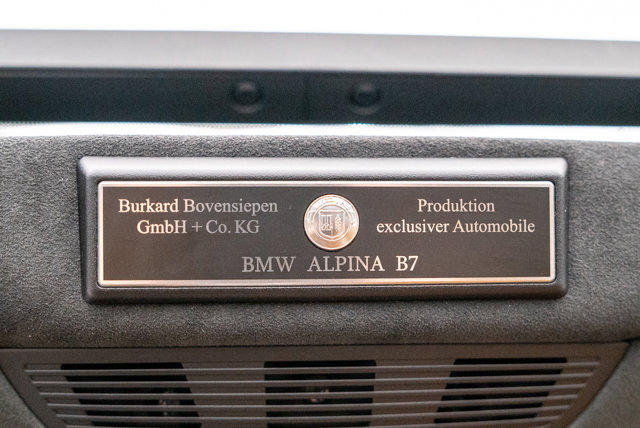 Burkard Bovensiepen
GmbH + Co. KG
Produktion
exclusiver Automobile
BMW ALPINA B7